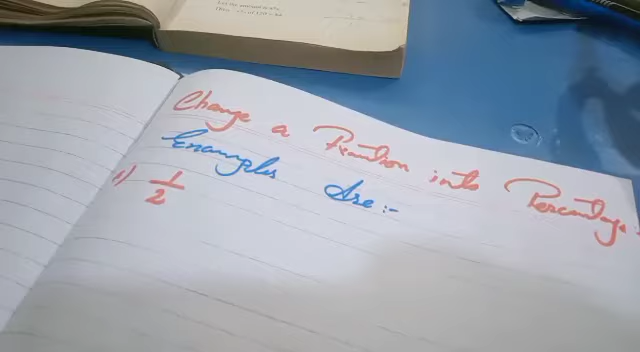 Change a Fraction into Percentage.
Examples Are:-
1) 1/2